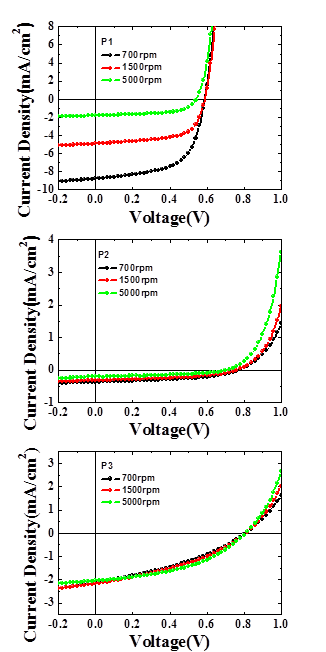 8
6
4
2
0
-2
-4
-6
-8
-10
P1
700rpm
1500rpm
5000rpm
Current Density(mA/cm²)
-0.2 0.0 0.2 0.4 0.6 0.8 1.0
Voltage(V)
4
3
2
1
0
-1
P2
700rpm
1500rpm
5000rpm
Current Density(mA/cm²)
-0.2 0.0 0.2 0.4 0.6 0.8 1.0
Voltage(V)
3
2
1
0
-1
-2
-3
P3
700rpm
1500rpm
5000rpm
Current Density(mA/cm²)
-0.2 0.0 0.2 0.4 0.6 0.8 1.0
Voltage(V)